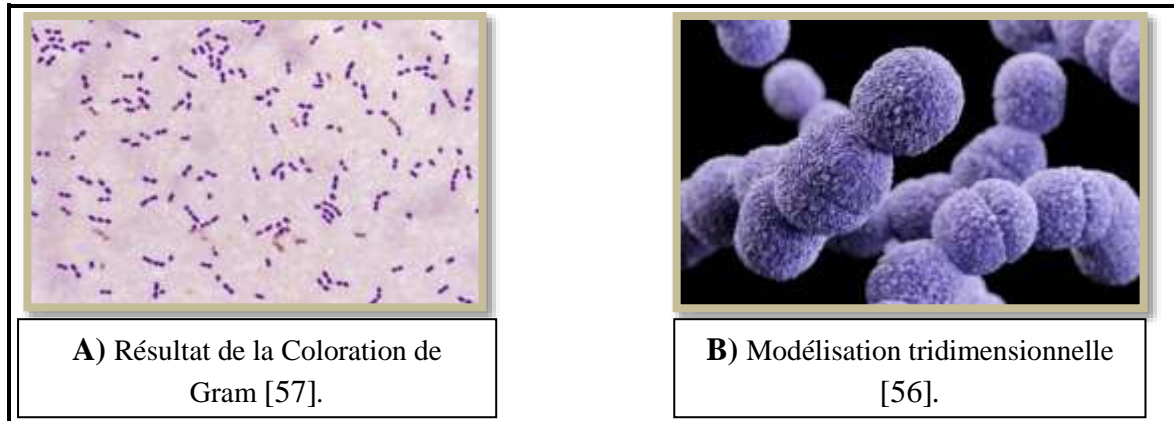 A) Résultat de la Coloration de
Gram [57].
B) Modélisation tridimensionnelle
[56].